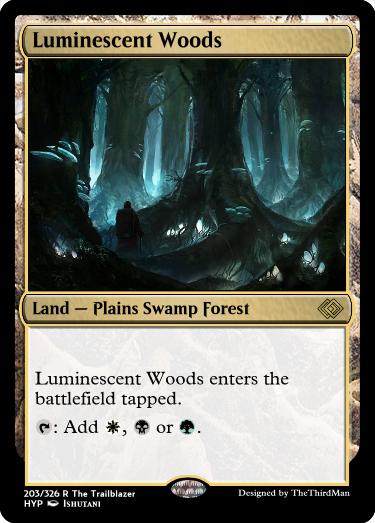 Luminescent Woods
Land — Plains Swamp Forest
Luminescent Woods enters the
battlefield tapped.
: Add , or .
203/326 R The Trailblazer
HYP Ishutani
Designed by TheThirdMan